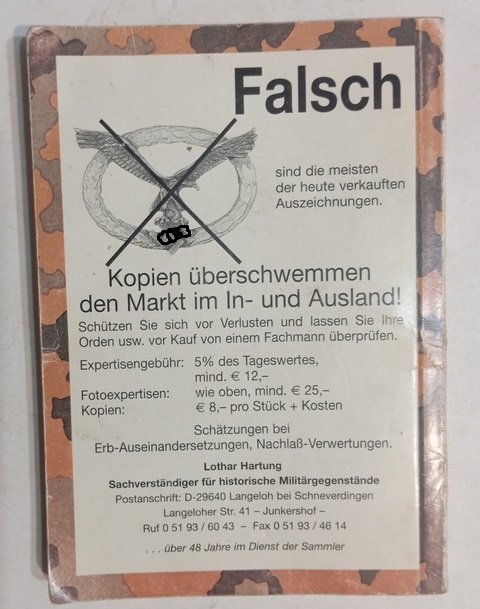 Falsch
sind die meisten
der heute verkauften
Auszeichnungen.
Kopien überschwemmen
den Markt im In- und Ausland!
Schützen Sie sich vor Verlusten und lassen Sie Ihre
Orden usw. vor Kauf von einem Fachmann überprüfen.
Expertisengebühr: 5% des Tageswertes,
mind. € 12,–
Fotoexpertisen: wie oben, mind. € 25,–
Kopien: € 8,– pro Stück + Kosten
Schätzungen bei
Erb-Auseinandersetzungen, Nachlaß-Verwertungen.
Lothar Hartung
Sachverständiger für historische Militärgegenstände
Postanschrift: D-29640 Langeloh bei Schneverdingen
Langeloher Str. 41 – Junkershof –
Ruf 0 51 93 / 60 43 – Fax 0 51 93 / 46 14
. . . über 48 Jahre im Dienst der Sammler